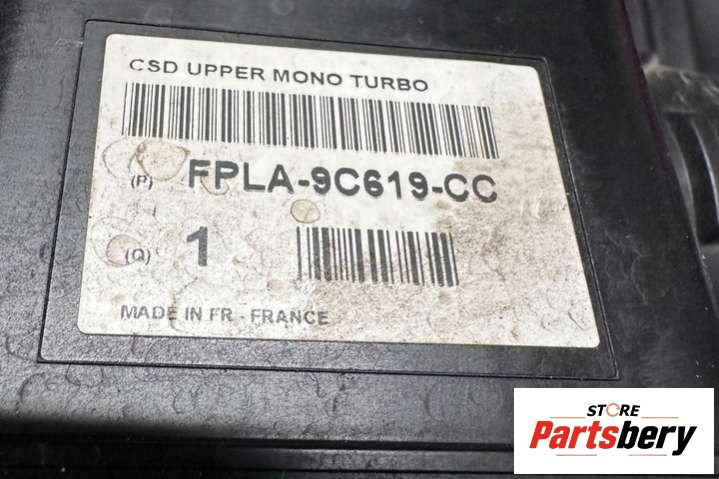 CSD UPPER MONO TURBO
(P) FPLA-9C619-CC
(Q) 1
MADE IN FR - FRANCE
STORE
Partsbery